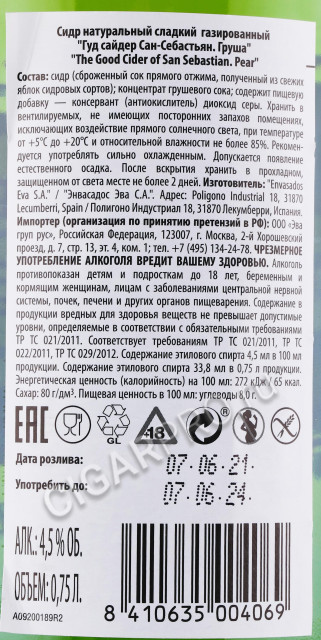 Сидр натуральный сладкий газированный
"Гуд сайдер Сан-Себастьян. Груша"
"The Good Cider of San Sebastian. Pear"
Состав: сидр (сброженный сок прямого отжима, полученный из свежих
яблок сидровых сортов); концентрат грушевого сока; содержит пищевую
добавку — консервант (антиокислитель) диоксид серы. Хранить в
вентилируемых, не имеющих посторонних запахов помещениях,
исключающих воздействие прямого солнечного света, при температуре
от +5°С до +20°С и относительности не более 85%. Рекомен-
дуется употреблять сильно охлажденным. Допускается появление
естественного осадка. После вскрытия хранить в прохладном,
защищенном от света месте не более 2 дней. Изготовитель: "Envasados
Eva S.A." / "Энвасадос Эва С.А.". Адрес: Poligono Industrial 18, 31870
Lecumberri, Spain / Полигоно Индустриал 18, 31870 Лекумберри, Испания.
Импортер (организация по принятию претензий в РФ): ООО «Эва
груп рус», Российская Федерация, 123007, г. Москва, 2-й Хорошевский
проезд, д. 7, стр. 13, эт. 4, ком. 1; тел. +7 (495) 134-24-78. ЧРЕЗМЕРНОЕ
УПОТРЕБЛЕНИЕ АЛКОГОЛЯ ВРЕДИТ ВАШЕМУ ЗДОРОВЬЮ. Алкоголь
противопоказан детям и подросткам до 18 лет, беременным и
кормящим женщинам, лицам с заболеваниями центральной нервной
системы, почек, печени и других органов пищеварения. Содержание в
продукции вредных для здоровья веществ не превышает допустимые
уровни, определяемые в соответствии с обязательными требованиями
ТР ТС 021/2011. Соответствует требованиям ТР ТС 021/2011, ТР ТС
022/2011, ТР ТС 029/2012. Содержание этилового спирта 4,5 мл в 100 мл
продукции. Содержание этилового спирта 33,8 мл в 0,75 л продукции.
Энергетическая ценность (калорийность) на 100 мл: 272 кДж / 65 ккал.
Сахар: 80 г/дм³. Пищевая ценность в 100 мл: углеводы 8,0 г.
EAC GL -18
Дата розлива: 07.06.21.
Употребить до: 07.06.24.
АЛК.: 4,5 % ОБ.
ОБЪЕМ: 0,75 Л.
A09200189R2
8 410635 004069